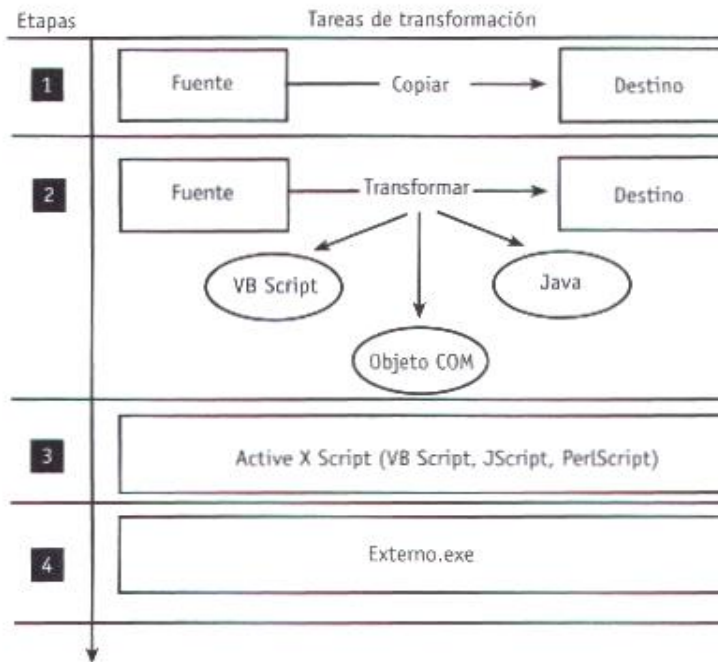 Etapas Tareas de transformación
1 Fuente Copiar Destino
2 Fuente Transformar Destino
VB Script Java
Objeto COM
3 Active X Script (VB Script, JScript, PerlScript)
4 Externo.exe